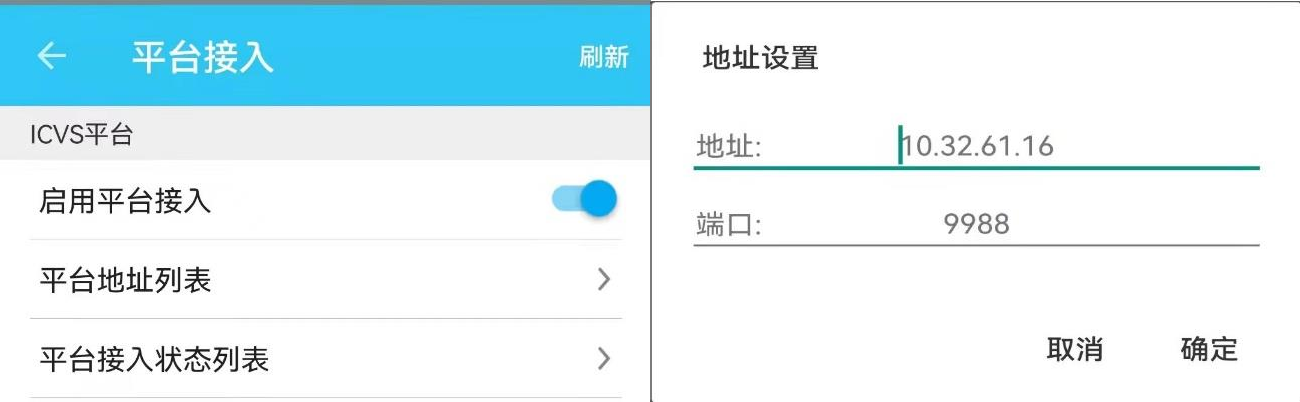 平台接入
刷新
ICVS平台
启用平台接入
平台地址列表
平台接入状态列表
地址设置
地址: 10.32.61.16
端口: 9988
取消 确定